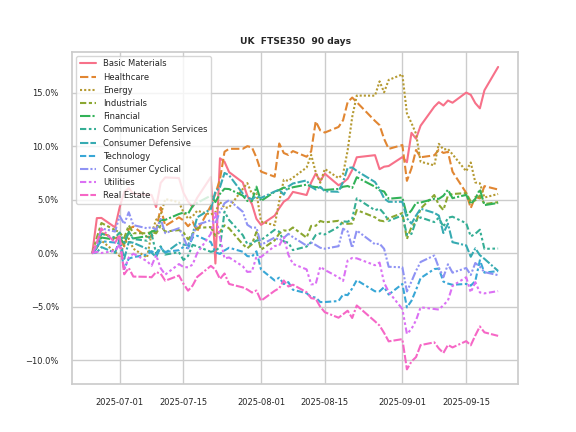 UK  FTSE350  90 days
Basic Materials
Healthcare
Energy
Industrials
Financial
Communication Services
Consumer Defensive
Technology
Consumer Cyclical
Utilities
Real Estate
15.0%
10.0%
5.0%
0.0%
−5.0%
−10.0%
2025-07-01 2025-07-15 2025-08-01 2025-08-15 2025-09-01 2025-09-15